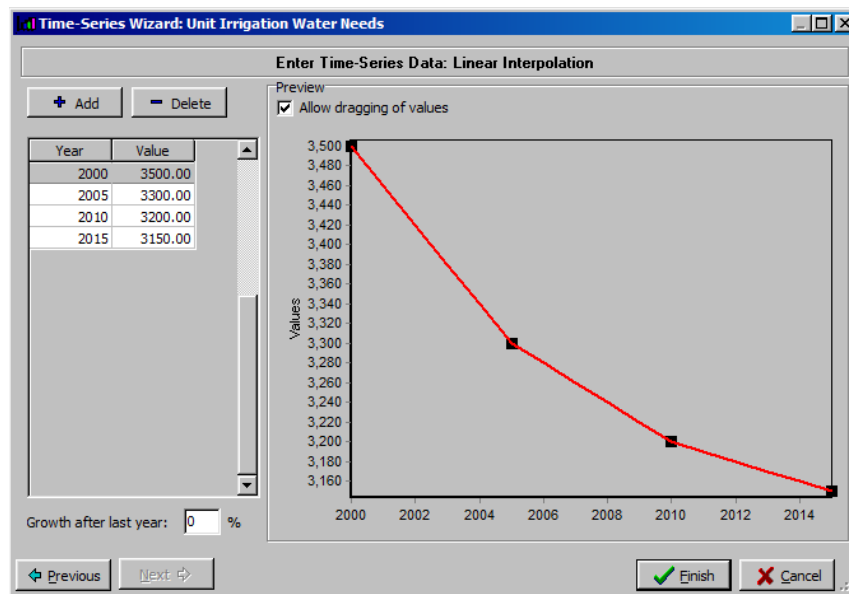 Time-Series Wizard: Unit Irrigation Water Needs
Enter Time-Series Data: Linear Interpolation
Add
Delete
Year Value
2000 3500.00
2005 3300.00
2010 3200.00
2015 3150.00
Growth after last year: 0 %
Preview
Allow dragging of values
Values
3,500
3,480
3,460
3,440
3,420
3,400
3,380
3,360
3,340
3,320
3,300
3,280
3,260
3,240
3,220
3,200
3,180
3,160
2000 2002 2004 2006 2008 2010 2012 2014
Previous Next Finish Cancel